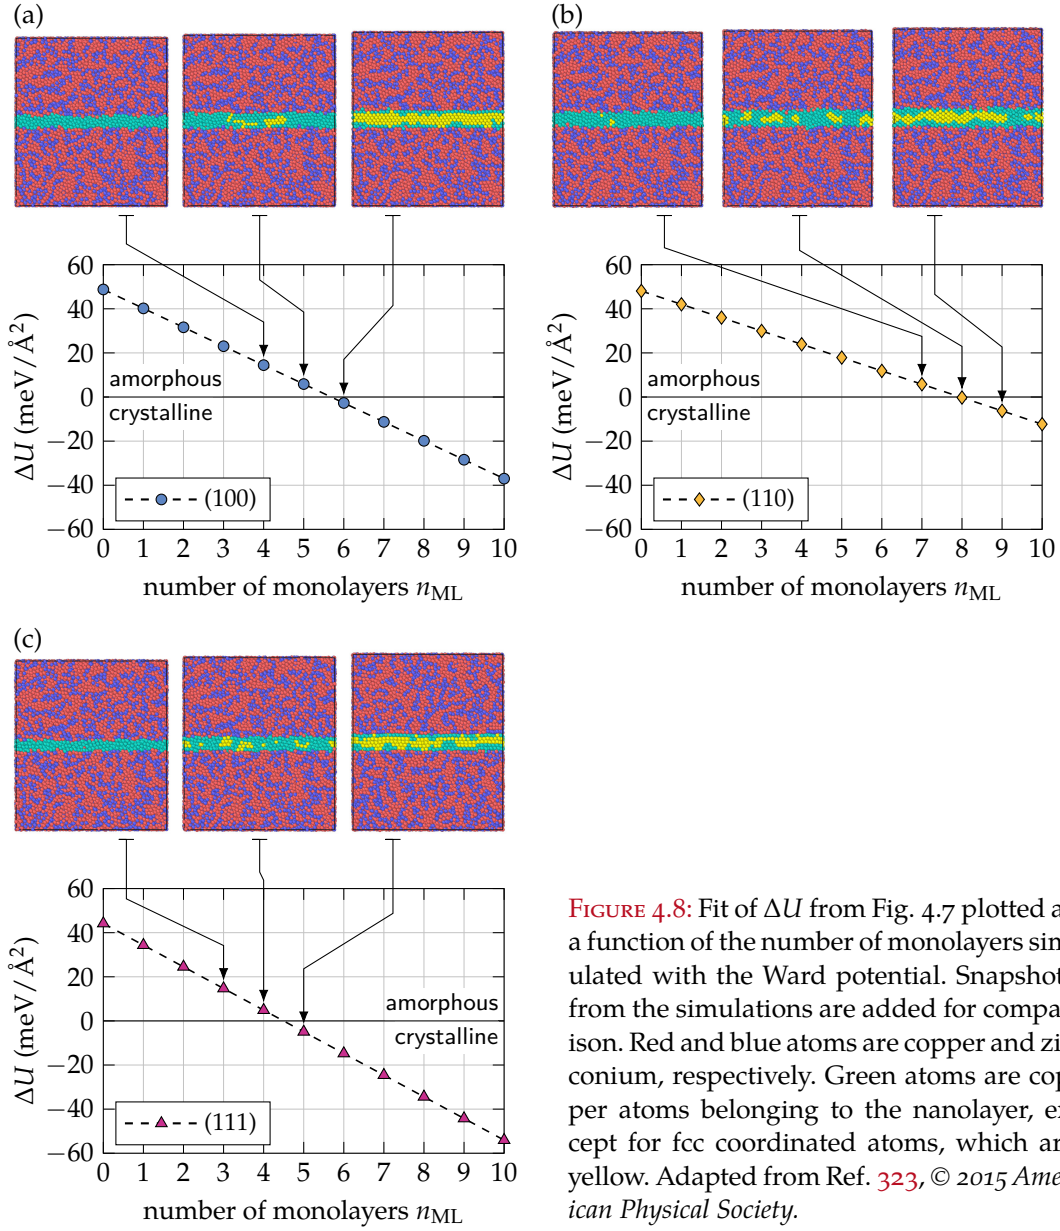 (a)
(b)
60
40
20
0
−20
−40
−60
ΔU (meV/Å²)
amorphous
crystalline
(100)
0 1 2 3 4 5 6 7 8 9 10
number of monolayers nML
60
40
20
0
−20
−40
−60
ΔU (meV/Å²)
amorphous
crystalline
(110)
0 1 2 3 4 5 6 7 8 9 10
number of monolayers nML
(c)
60
40
20
0
−20
−40
−60
ΔU (meV/Å²)
amorphous
crystalline
(111)
0 1 2 3 4 5 6 7 8 9 10
number of monolayers nML
FIGURE 4.8: Fit of ΔU from Fig. 4.7 plotted a
a function of the number of monolayers sim
ulated with the Ward potential. Snapshot
from the simulations are added for compa
ison. Red and blue atoms are copper and zi
conium, respectively. Green atoms are cop
per atoms belonging to the nanolayer, ex
cept for fcc coordinated atoms, which ar
yellow. Adapted from Ref. 323, © 2015 Ame
ican Physical Society.